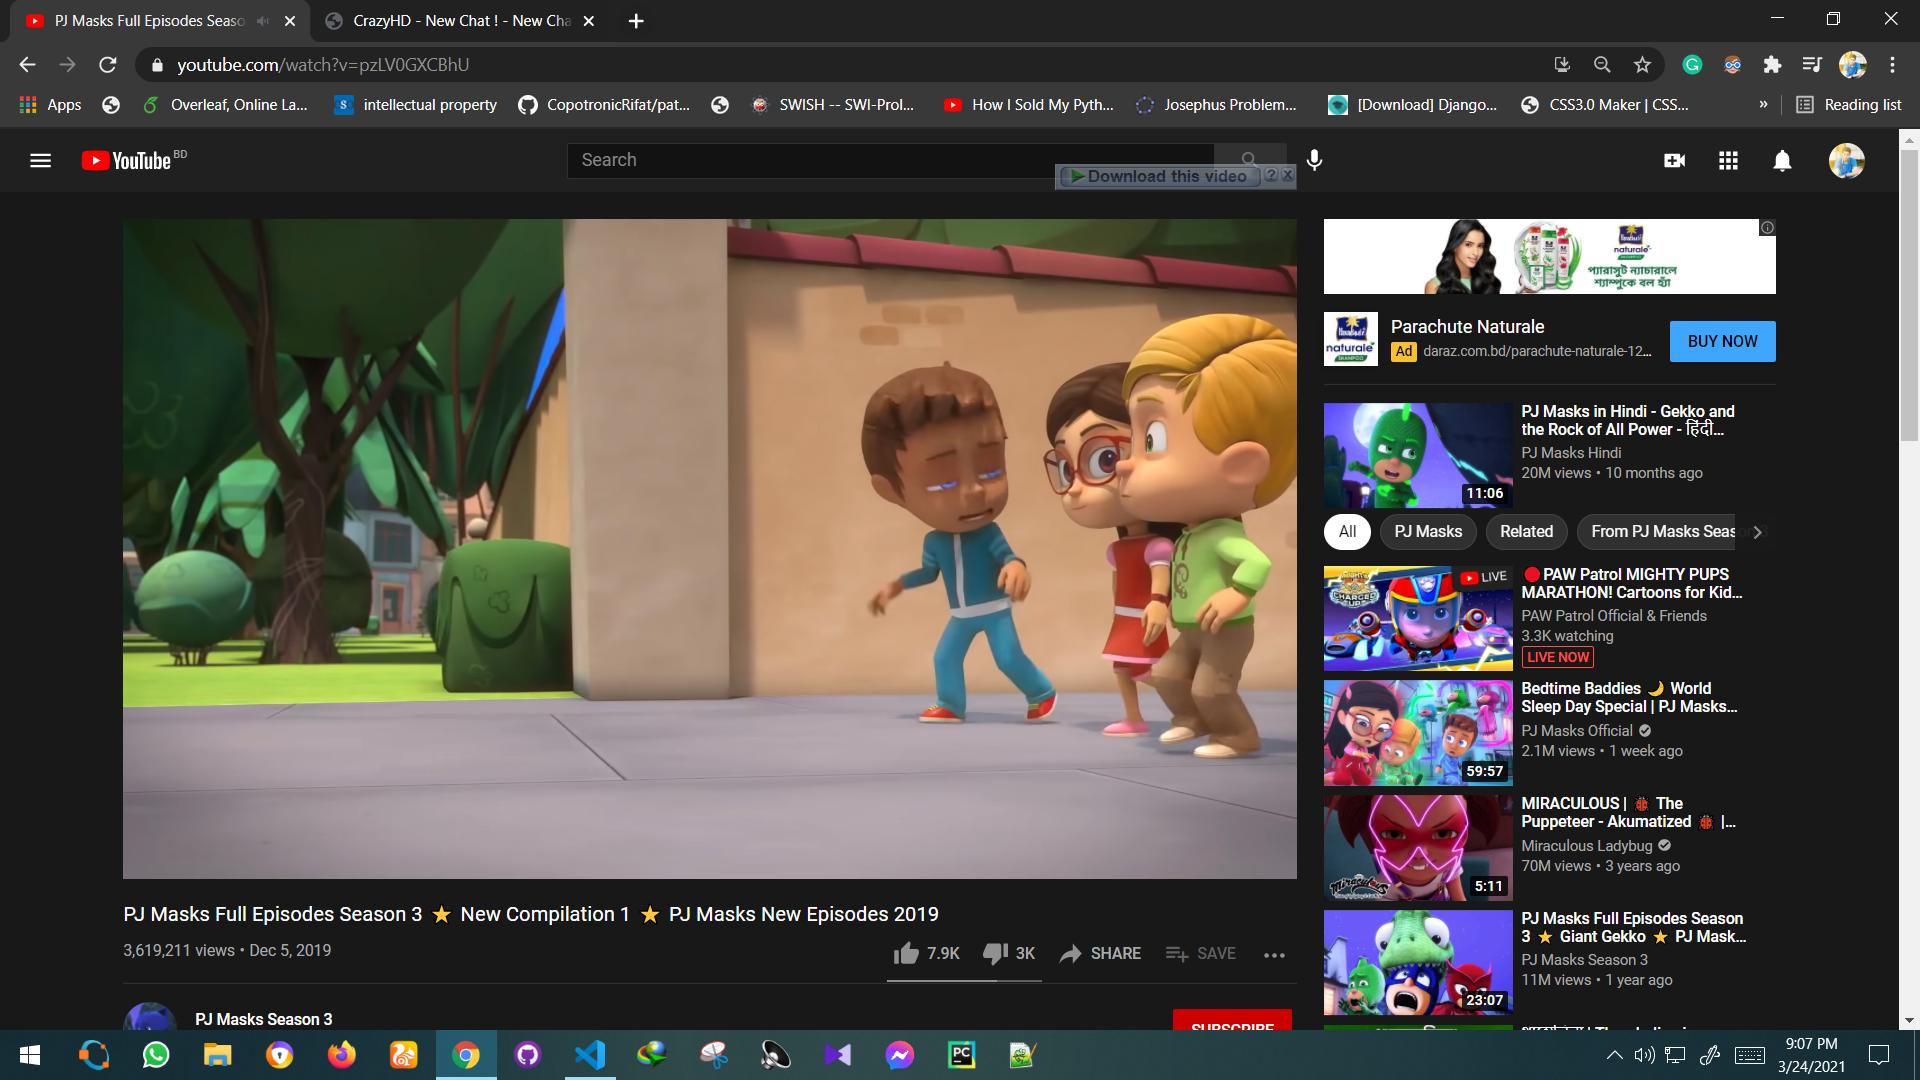 PJ Masks Full Episodes Seaso
CrazyHD - New Chat ! - New Cha
youtube.com/watch?v=pzLV0GXCBhU
Apps
Overleaf, Online La...
intellectual property
CopotronicRifat/pat...
SWISH -- SWI-Prol...
How I Sold My Pyth...
Josephus Problem...
[Download] Django...
CSS3.0 Maker | CSS...
»
Reading list
YouTube BD
Search
Download this video
naturale
প্যারাসুট ন্যাচারালে
শ্যাম্পুকে বল হ্যাঁ
naturale
SHAMPOO
Parachute Naturale
Ad daraz.com.bd/parachute-naturale-12...
BUY NOW
11:06
PJ Masks in Hindi - Gekko and
the Rock of All Power - हिंदी...
PJ Masks Hindi
20M views • 10 months ago
All
PJ Masks
Related
From PJ Masks Season 3
CHARGED UP
LIVE
PAW Patrol MIGHTY PUPS
MARATHON! Cartoons for Kid...
PAW Patrol Official & Friends
3.3K watching
LIVE NOW
59:57
Bedtime Baddies 🌙 World
Sleep Day Special | PJ Masks...
PJ Masks Official
2.1M views • 1 week ago
Miraculous
5:11
MIRACULOUS | 🐞 The
Puppeteer - Akumatized 🐞 |...
Miraculous Ladybug
70M views • 3 years ago
23:07
PJ Masks Full Episodes Season
3 ⭐ Giant Gekko ⭐ PJ Mask...
PJ Masks Season 3
11M views • 1 year ago
PJ Masks Full Episodes Season 3 ⭐ New Compilation 1 ⭐ PJ Masks New Episodes 2019
3,619,211 views • Dec 5, 2019
7.9K
3K
SHARE
SAVE
PJ Masks Season 3
SUBSCRIBE
PC
9:07 PM
3/24/2021